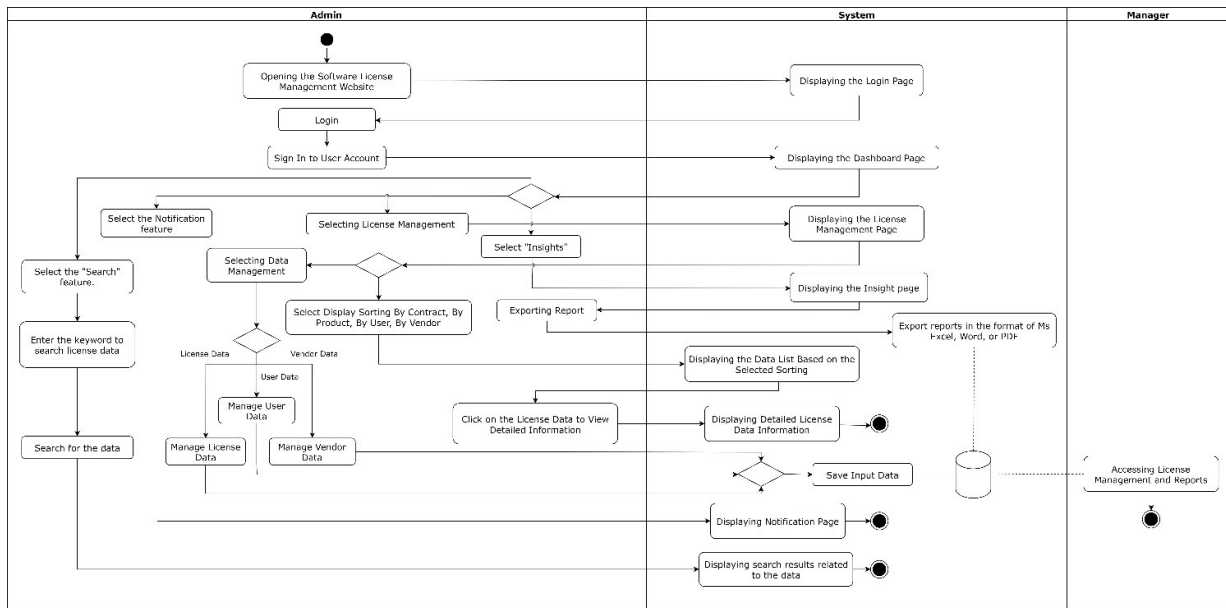 Admin
System
Manager
Opening the Software License
Management Website
Displaying the Login Page
Login
Sign In to User Account
Displaying the Dashboard Page
Select the Notification
feature
Selecting License Management
Displaying the License
Management Page
Select "Insights"
Selecting Data
Management
Select the "Search"
feature.
Displaying the Insight page
Select Display Sorting By Contract, By
Product, By User, By Vendor
Exporting Report
Export reports in the format of Ms
Excel, Word, or PDF
Enter the keyword to
search license data
License Data
Vendor Data
User Data
Displaying the Data List Based on the
Selected Sorting
Manage User
Data
Click on the License Data to View
Detailed Information
Displaying Detailed License
Data Information
Search for the data
Manage License
Data
Manage Vendor
Data
Save Input Data
Accessing License
Management and Reports
Displaying Notification Page
Displaying search results related
to the data